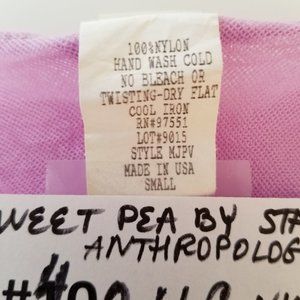 100%NYLON
HAND WASH COLD
NO BLEACH OR
TWISTING-DRY FLAT
COOL IRON
RN#97551
LOT#9015
STYLE MJPV
MADE IN USA
SMALL
WEET PEA BY STA
ANTHROPOLOG